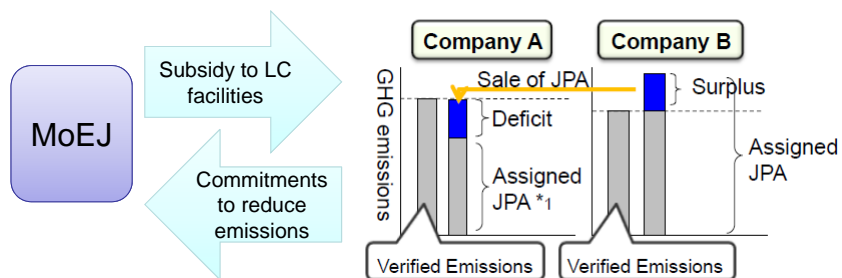 MoEJ
Subsidy to LC
facilities
Commitments
to reduce
emissions
GHG emissions
Company A
Company B
Sale of JPA
Surplus
Deficit
Assigned
JPA *1
Assigned
JPA
Verified Emissions
Verified Emissions